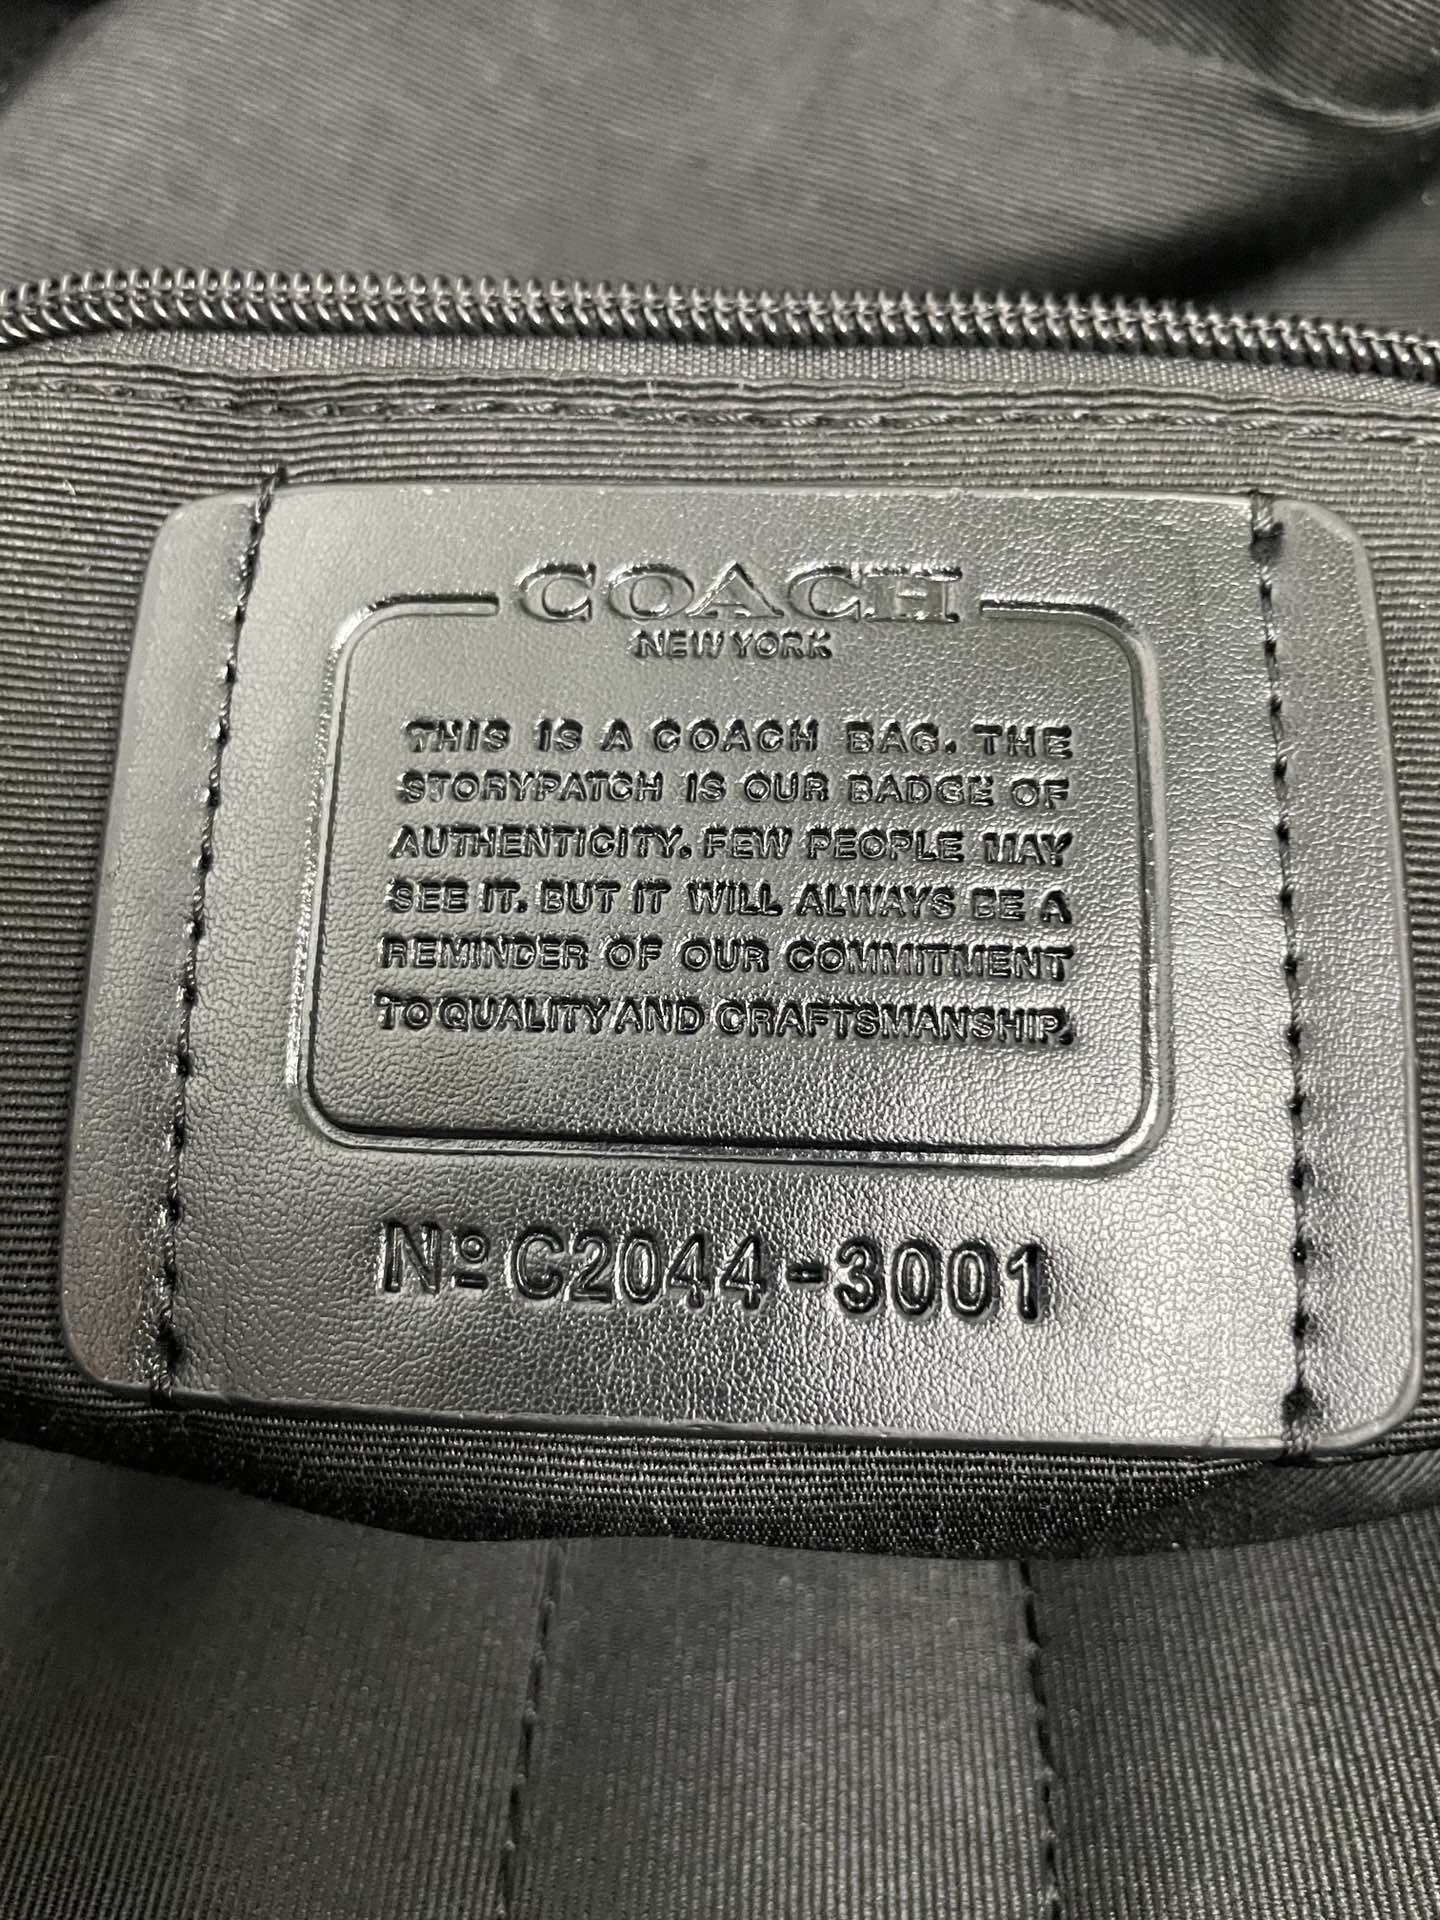 COACH
NEW YORK
THIS IS A COACH BAG. THE
STORYPATCH IS OUR BADGE OF
AUTHENTICITY. FEW PEOPLE MAY
SEE IT. BUT IT WILL ALWAYS BE A
REMINDER OF OUR COMMITMENT
TO QUALITY AND CRAFTSMANSHIP.
Nº C2044-3001